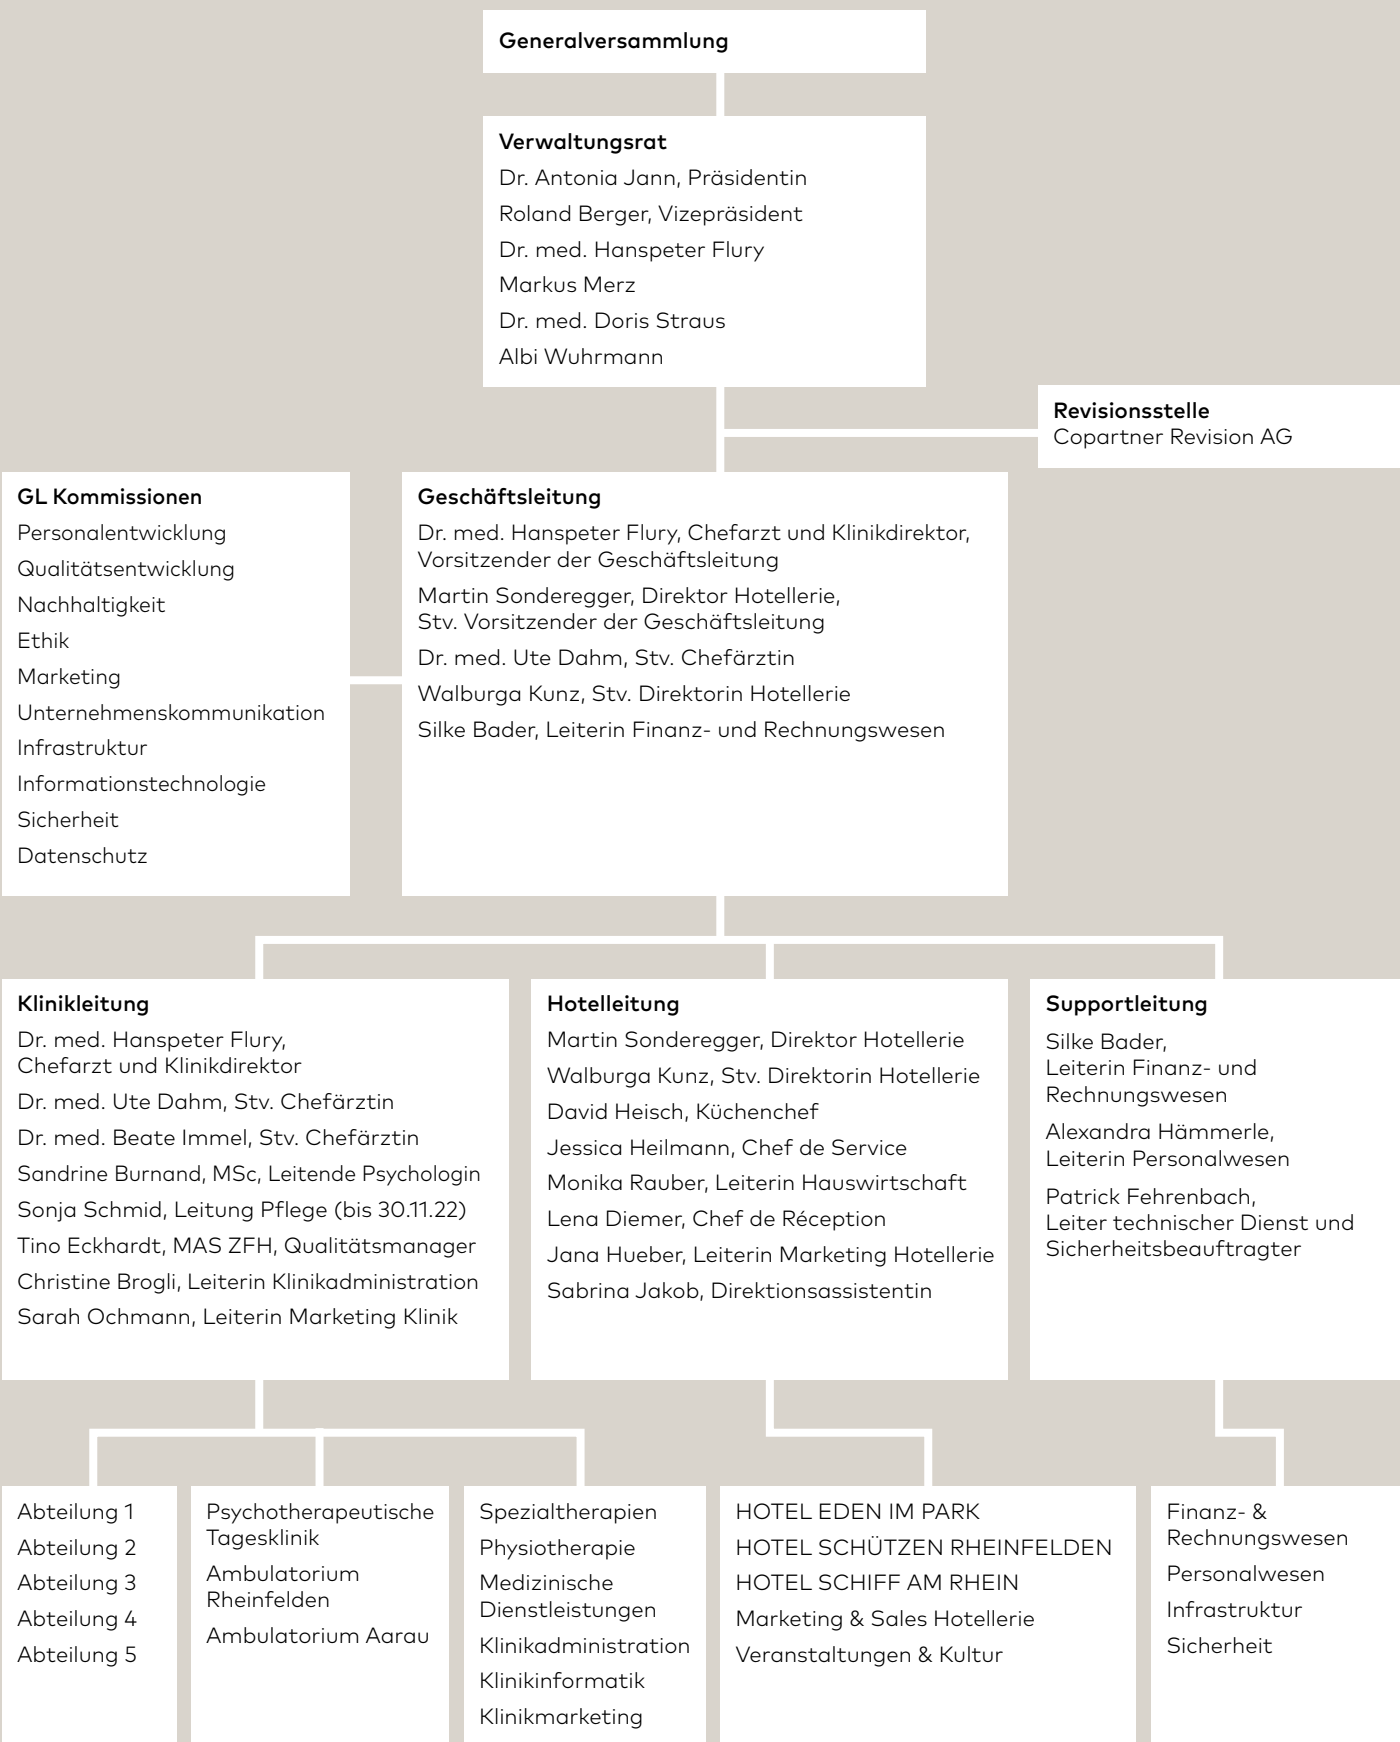 Generalversammlung
Verwaltungsrat
Dr. Antonia Jann, Präsidentin
Roland Berger, Vizepräsident
Dr. med. Hanspeter Flury
Markus Merz
Dr. med. Doris Straus
Albi Wuhrmann
Revisionsstelle
Copartner Revision AG
GL Kommissionen
Personalentwicklung
Qualitätsentwicklung
Nachhaltigkeit
Ethik
Marketing
Unternehmenskommunikation
Infrastruktur
Informationstechnologie
Sicherheit
Datenschutz
Geschäftsleitung
Dr. med. Hanspeter Flury, Chefarzt und Klinikdirektor,
Vorsitzender der Geschäftsleitung
Martin Sonderegger, Direktor Hotellerie,
Stv. Vorsitzender der Geschäftsleitung
Dr. med. Ute Dahm, Stv. Chefärztin
Walburga Kunz, Stv. Direktorin Hotellerie
Silke Bader, Leiterin Finanz- und Rechnungswesen
Klinikleitung
Dr. med. Hanspeter Flury,
Chefarzt und Klinikdirektor
Dr. med. Ute Dahm, Stv. Chefärztin
Dr. med. Beate Immel, Stv. Chefärztin
Sandrine Burnand, MSc, Leitende Psychologin
Sonja Schmid, Leitung Pflege (bis 30.11.22)
Tino Eckhardt, MAS ZFH, Qualitätsmanager
Christine Brogli, Leiterin Klinikadministration
Sarah Ochmann, Leiterin Marketing Klinik
Hotelleitung
Martin Sonderegger, Direktor Hotellerie
Walburga Kunz, Stv. Direktorin Hotellerie
David Heisch, Küchenchef
Jessica Heilmann, Chef de Service
Monika Rauber, Leiterin Hauswirtschaft
Lena Diemer, Chef de Réception
Jana Hueber, Leiterin Marketing Hotellerie
Sabrina Jakob, Direktionsassistentin
Supportleitung
Silke Bader,
Leiterin Finanz- und
Rechnungswesen
Alexandra Hämmerle,
Leiterin Personalwesen
Patrick Fehrenbach,
Leiter technischer Dienst und
Sicherheitsbeauftragter
Abteilung 1
Abteilung 2
Abteilung 3
Abteilung 4
Abteilung 5
Psychotherapeutische
Tagesklinik
Ambulatorium
Rheinfelden
Ambulatorium Aarau
Spezialtherapien
Physiotherapie
Medizinische
Dienstleistungen
Klinikadministration
Klinikinformatik
Klinikmarketing
HOTEL EDEN IM PARK
HOTEL SCHÜTZEN RHEINFELDEN
HOTEL SCHIFF AM RHEIN
Marketing & Sales Hotellerie
Veranstaltungen & Kultur
Finanz- &
Rechnungswesen
Personalwesen
Infrastruktur
Sicherheit